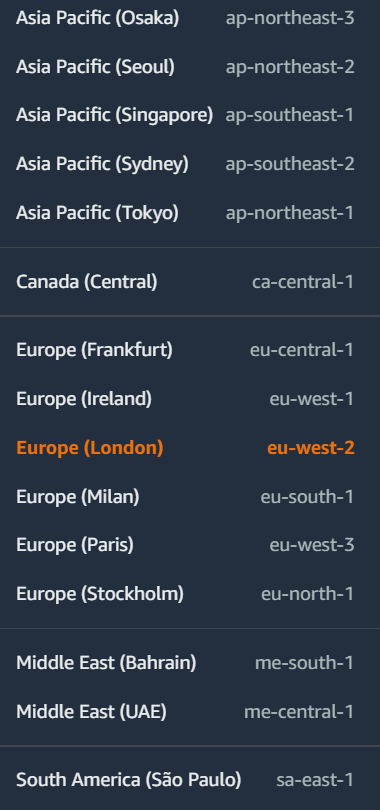 Asia Pacific (Osaka) ap-northeast-3
Asia Pacific (Seoul) ap-northeast-2
Asia Pacific (Singapore) ap-southeast-1
Asia Pacific (Sydney) ap-southeast-2
Asia Pacific (Tokyo) ap-northeast-1
Canada (Central) ca-central-1
Europe (Frankfurt) eu-central-1
Europe (Ireland) eu-west-1
Europe (London) eu-west-2
Europe (Milan) eu-south-1
Europe (Paris) eu-west-3
Europe (Stockholm) eu-north-1
Middle East (Bahrain) me-south-1
Middle East (UAE) me-central-1
South America (São Paulo) sa-east-1